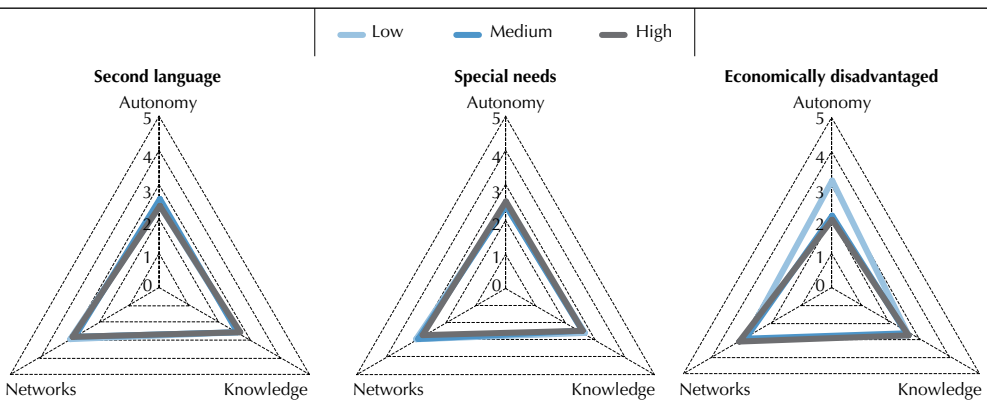 Low Medium High
Second language Special needs Economically disadvantaged
Autonomy Autonomy Autonomy
5 5 5
4 4 4
3 3 3
2 2 2
1 1 1
0 0 0
Networks Knowledge Networks Knowledge Networks Knowledge